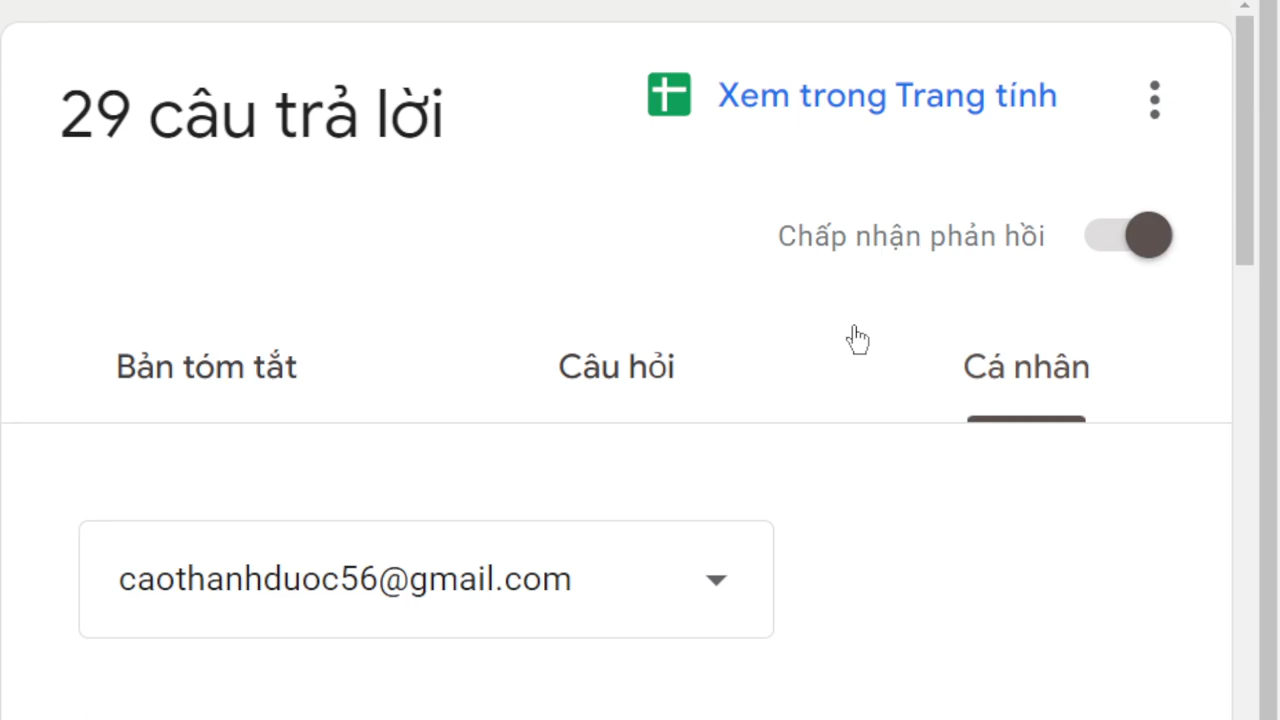 29 câu trả lời
Xem trong Trang tính
Chấp nhận phản hồi
Bản tóm tắt
Câu hỏi
Cá nhân
caothanhduoc56@gmail.com